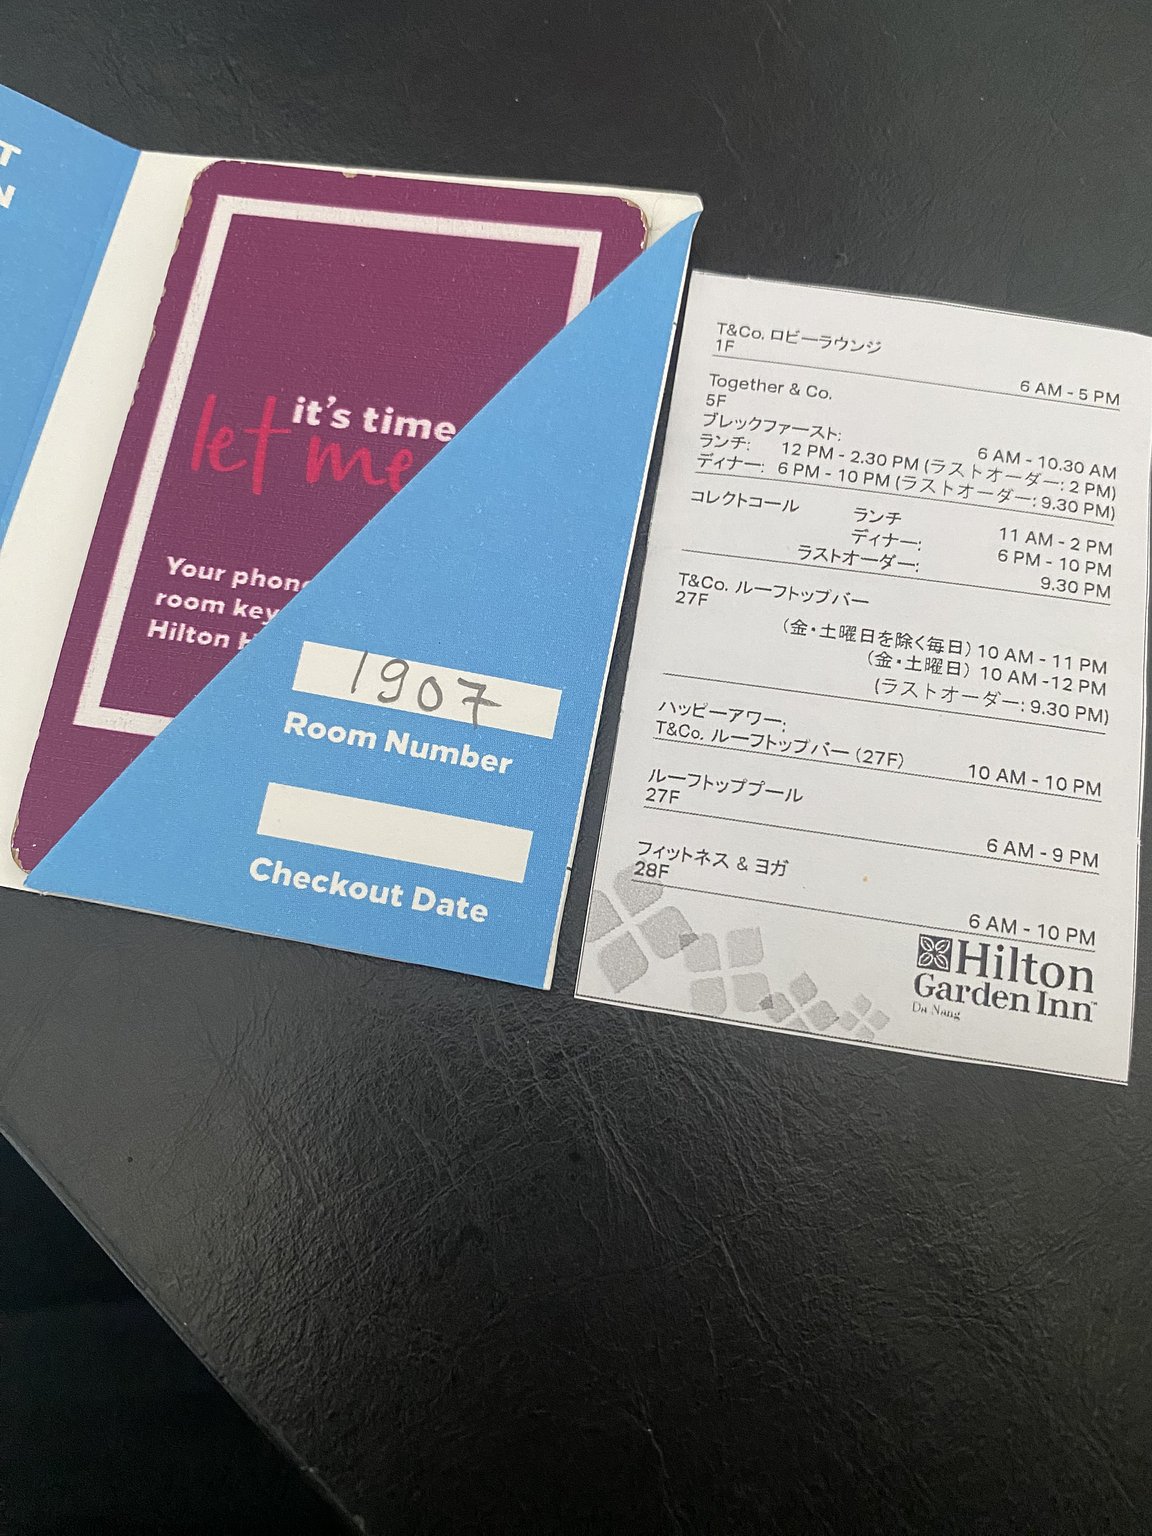 T
N
it's time
let me
Your phone
room key
Hilton H
1907
Room Number
Checkout Date
T&Co. ロビーラウンジ
1F
6 AM - 5 PM
Together & Co.
5F
ブレックファースト: 6 AM - 10.30 AM
ランチ: 12 PM - 2.30 PM (ラストオーダー: 2 PM)
ディナー: 6 PM - 10 PM (ラストオーダー: 9.30 PM)
コレクトコール ランチ 11 AM - 2 PM
ディナー: 6 PM - 10 PM
ラストオーダー: 9.30 PM
T&Co. ルーフトップバー
27F
(金・土曜日を除く毎日) 10 AM - 11 PM
(金・土曜日) 10 AM -12 PM
(ラストオーダー: 9.30 PM)
ハッピーアワー:
T&Co. ルーフトップバー (27F) 10 AM - 10 PM
ルーフトッププール
27F
6 AM - 9 PM
フィットネス & ヨガ
28F
6 AM - 10 PM
Hilton
Garden Inn™
Da Nang